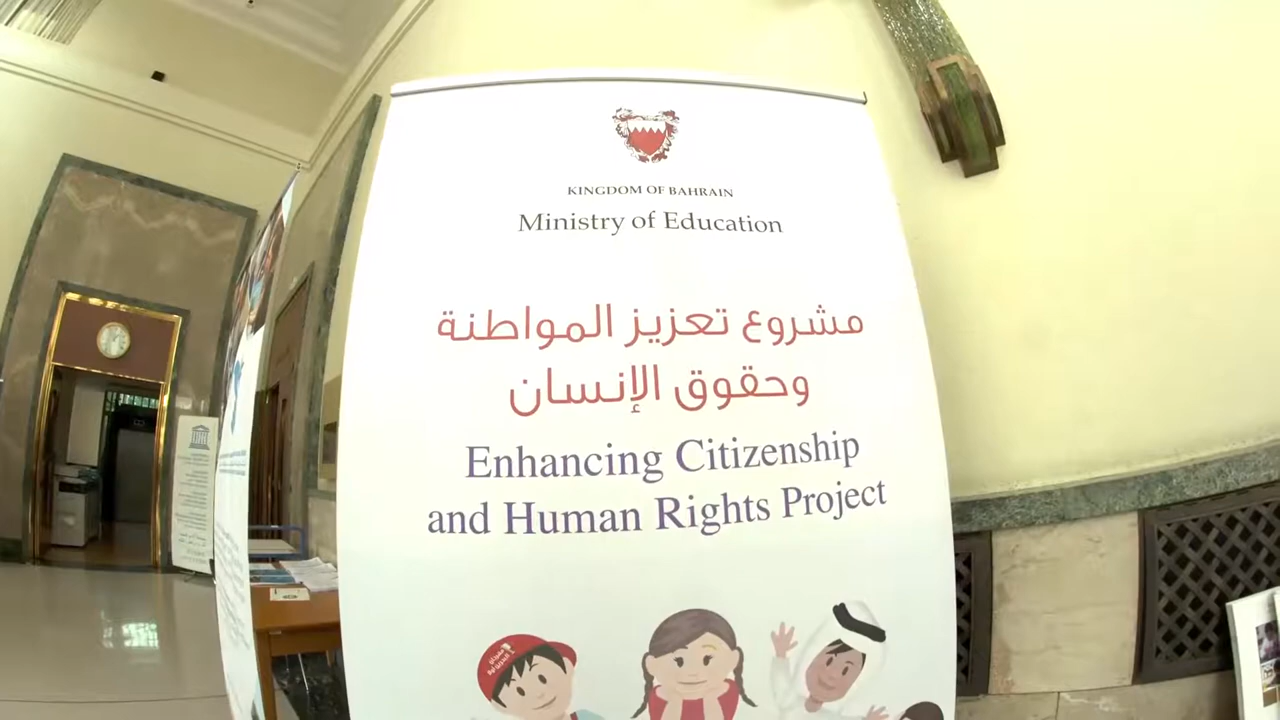 KINGDOM OF BAHRAIN
Ministry of Education
مشروع تعزيز المواطنة
وحقوق الإنسان
Enhancing Citizenship
and Human Rights Project